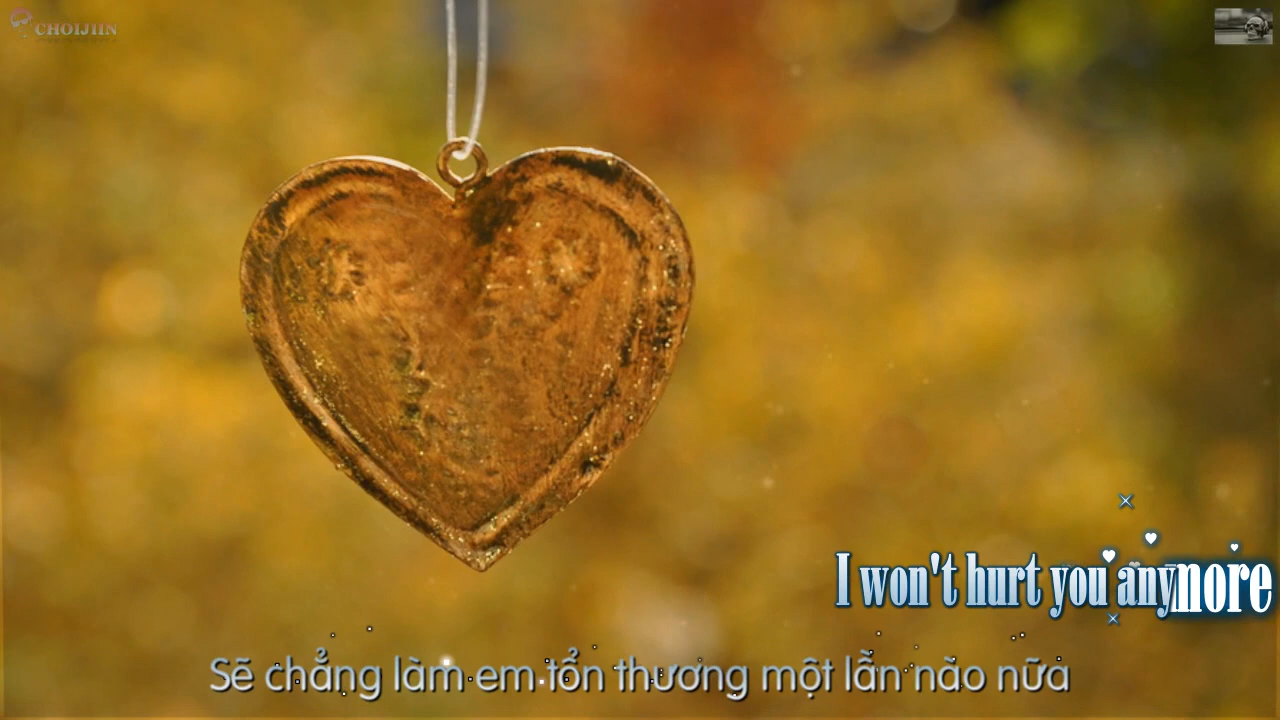 CHOIJIIN
I won't hurt you anymore
Sẽ chẳng làm em tổn thương một lần nào nữa